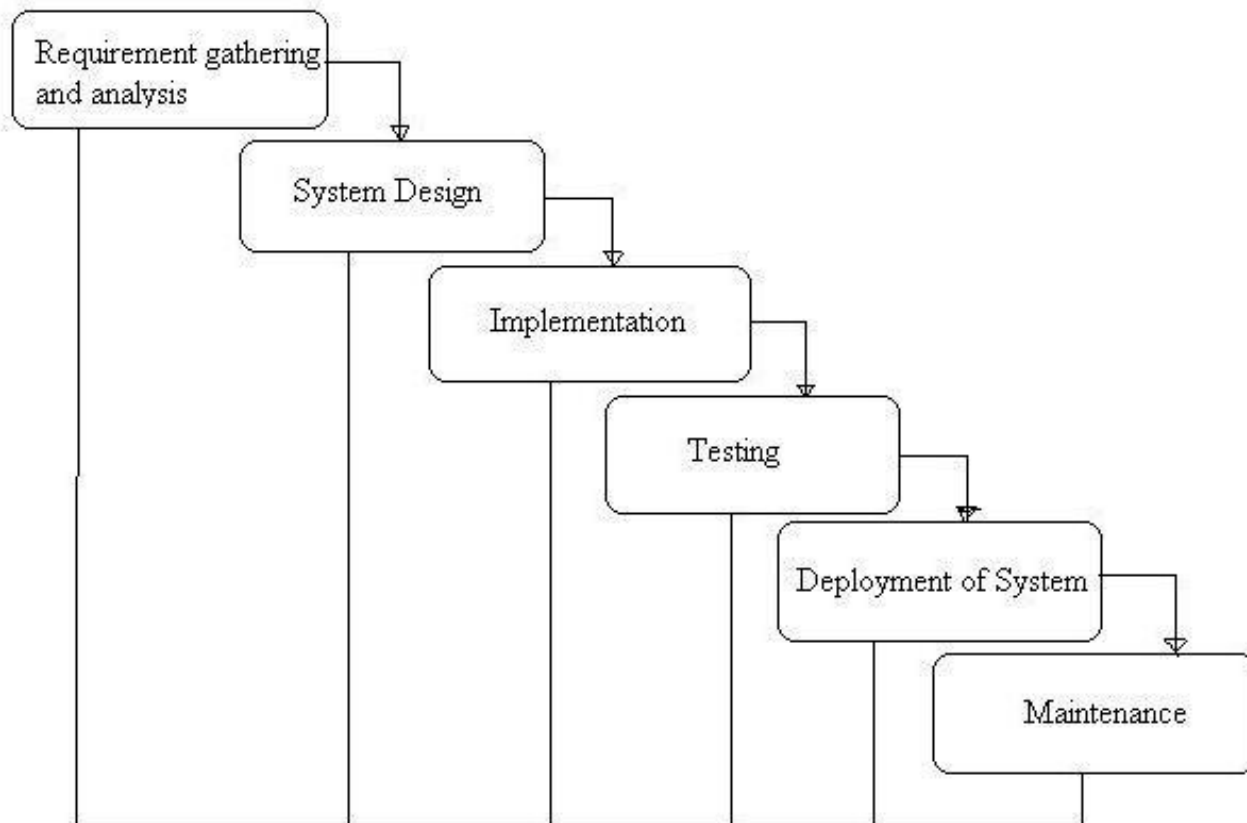 Requirement gathering
and analysis
System Design
Implementation
Testing
Deployment of System
Maintenance